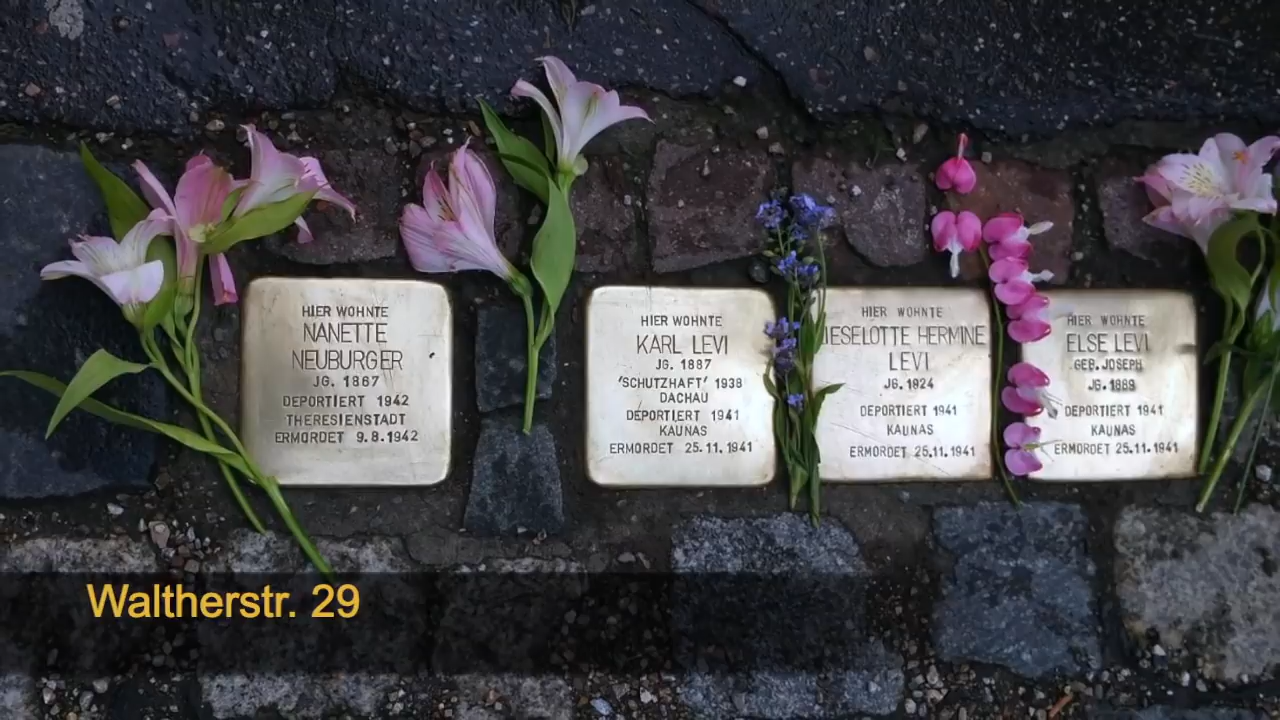 HIER WOHNTE
NANETTE
NEUBURGER
JG. 1867
DEPORTIERT 1942
THERESIENSTADT
ERMORDET 9.8.1942
HIER WOHNTE
KARL LEVI
JG. 1887
'SCHUTZHAFT' 1938
DACHAU
DEPORTIERT 1941
KAUNAS
ERMORDET 25.11.1941
HIER WOHNTE
IESELOTTE HERMINE
LEVI
JG. 1924
DEPORTIERT 1941
KAUNAS
ERMORDET 25.11.1941
HIER WOHNTE
ELSE LEVI
GEB. JOSEPH
JG. 1889
DEPORTIERT 1941
KAUNAS
ERMORDET 25.11.1941
Waltherstr. 29